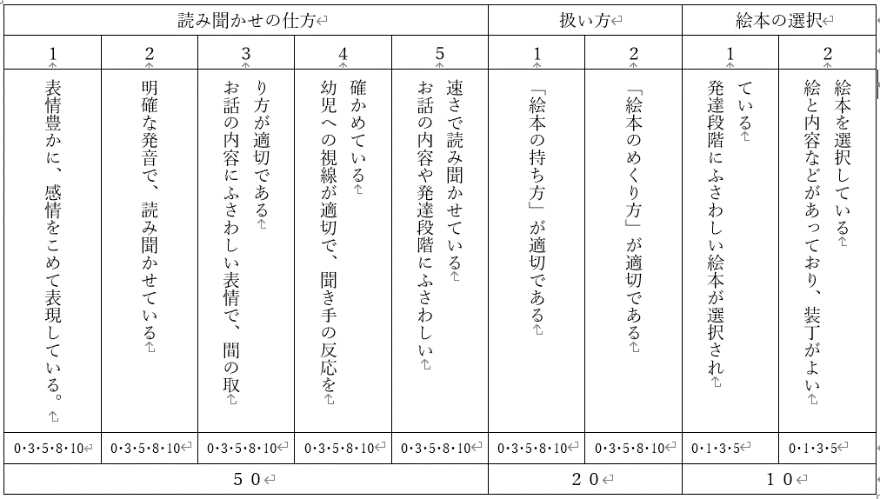 読み聞かせの仕方
扱い方
絵本の選択
1
2
3
4
5
1
2
1
2
表情豊かに、感情をこめて表現している。
明確な発音で、読み聞かせている
お話の内容にふさわしい表情で、間の取
り方が適切である
幼児への視線が適切で、聞き手の反応を
確かめている
お話の内容や発達段階にふさわしい
速さで読み聞かせている
「絵本の持ち方」が適切である
「絵本のめくり方」が適切である
発達段階にふさわしい絵本が選択され
ている
絵と内容などがあっており、装丁がよい
絵本を選択している
0・3・5・8・10
0・3・5・8・10
0・3・5・8・10
0・3・5・8・10
0・3・5・8・10
0・3・5・8・10
0・3・5・8・10
0・1・3・5
0・1・3・5
50
20
10